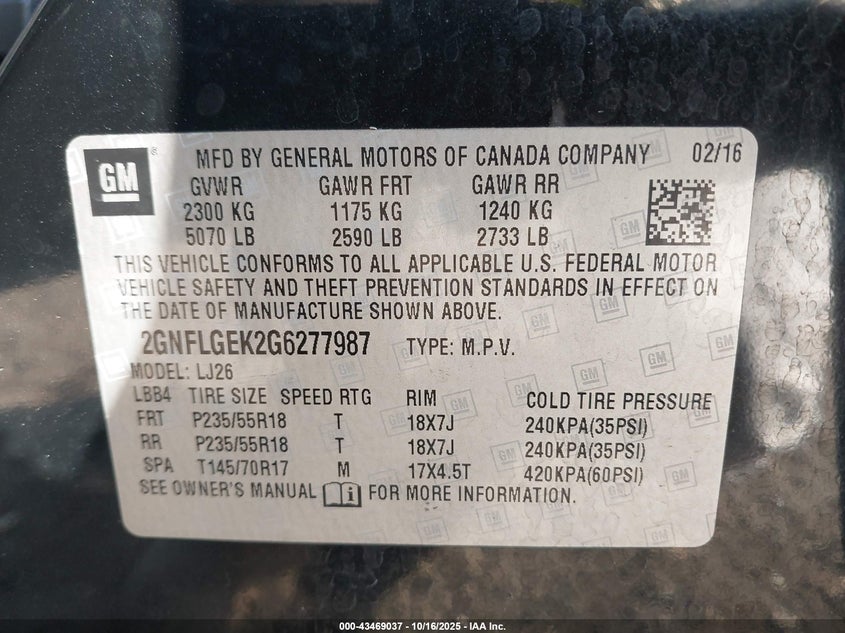 GM ® MFD BY GENERAL MOTORS OF CANADA COMPANY 02/16
GVWR GAWR FRT GAWR RR
2300 KG 1175 KG 1240 KG
5070 LB 2590 LB 2733 LB
THIS VEHICLE CONFORMS TO ALL APPLICABLE U.S. FEDERAL MOTOR
VEHICLE SAFETY AND THEFT PREVENTION STANDARDS IN EFFECT ON
THE DATE OF MANUFACTURE SHOWN ABOVE.
2GNFLGEK2G6277987 TYPE: M.P.V.
MODEL: LJ26
LBB4 TIRE SIZE SPEED RTG RIM COLD TIRE PRESSURE
FRT P235/55R18 T 18X7J 240KPA(35PSI)
RR P235/55R18 T 18X7J 240KPA(35PSI)
SPA T145/70R17 M 17X4.5T 420KPA(60PSI)
SEE OWNER'S MANUAL i FOR MORE INFORMATION.
000-43469037 - 10/16/2025 - IAA Inc.